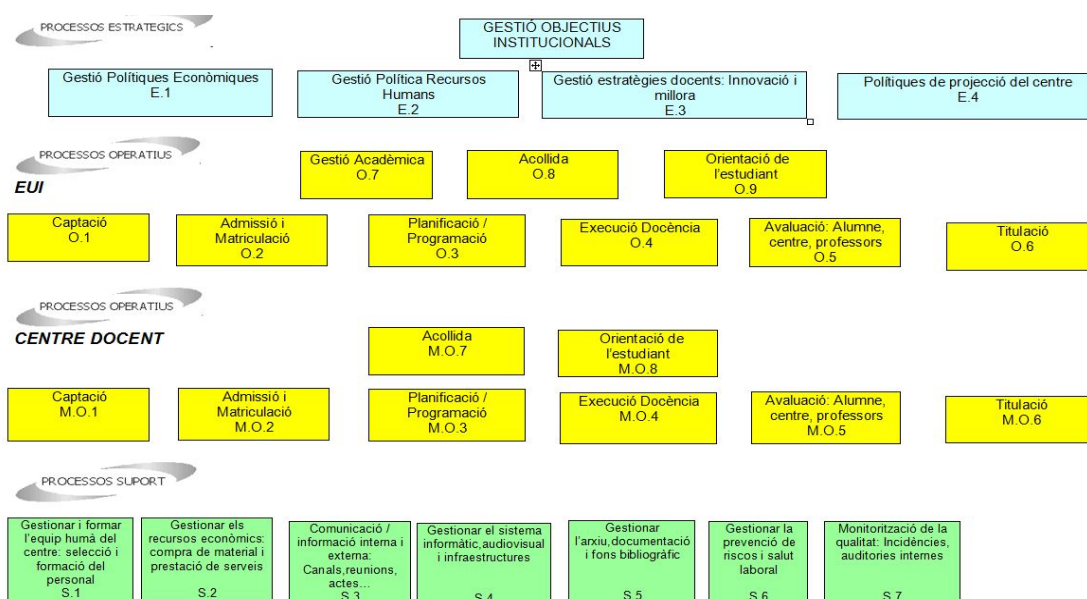 PROCESSOS ESTRATEGICS
GESTIÓ OBJECTIUS
INSTITUCIONALS
Gestió Polítiques Econòmiques
E.1
Gestió Política Recursos
Humans
E.2
Gestió estratègies docents: Innovació i
millora
E.3
Polítiques de projecció del centre
E.4
PROCESSOS OPERATIUS
EUI
Gestió Acadèmica
O.7
Acollida
O.8
Orientació de
l'estudiant
O.9
Captació
O.1
Admissió i
Matriculació
O.2
Planificació /
Programació
O.3
Execució Docència
O.4
Avaluació: Alumne,
centre, professors
O.5
Titulació
O.6
PROCESSOS OPERATIUS
CENTRE DOCENT
Acollida
M.O.7
Orientació de
l'estudiant
M.O.8
Captació
M.O.1
Admissió i
Matriculació
M.O.2
Planificació /
Programació
M.O.3
Execució Docència
M.O.4
Avaluació: Alumne,
centre, professors
M.O.5
Titulació
M.O.6
PROCESSOS SUPORT
Gestionar i formar
l'equip humà del
centre: selecció i
formació del
personal
S.1
Gestionar els
recursos econòmics:
compra de material i
prestació de serveis
S.2
Comunicació /
informació interna i
externa:
Canals,reunions,
actes...
S.3
Gestionar el sistema
informàtic,audiovisual
i infraestructures
S.4
Gestionar
l'arxiu,documentació
i fons bibliogràfic
S.5
Gestionar la
prevenció de
riscos i salut
laboral
S.6
Monitorització de la
qualitat: Incidències,
auditories internes
S.7